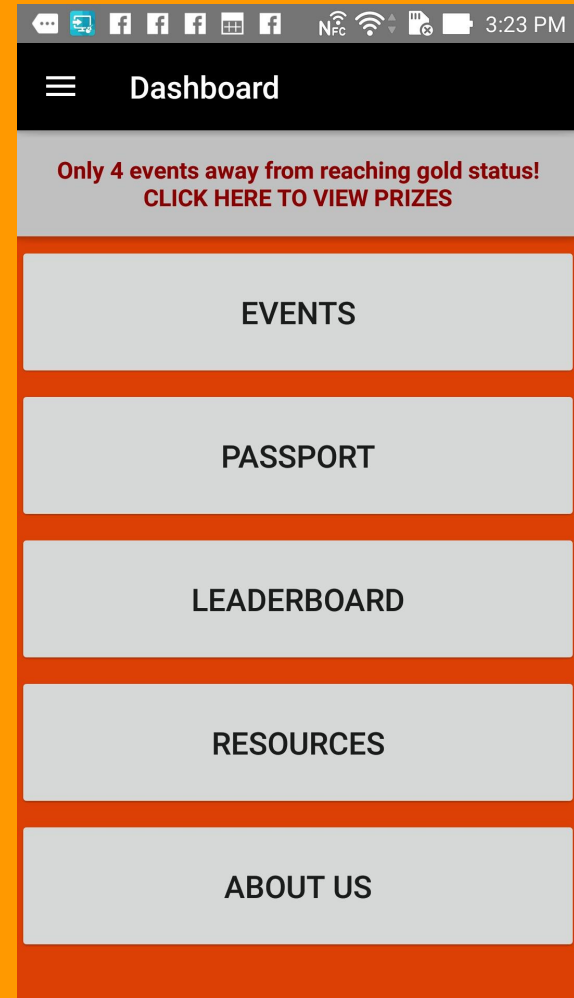 NFC 3:23 PM
Dashboard
Only 4 events away from reaching gold status!
CLICK HERE TO VIEW PRIZES
EVENTS
PASSPORT
LEADERBOARD
RESOURCES
ABOUT US